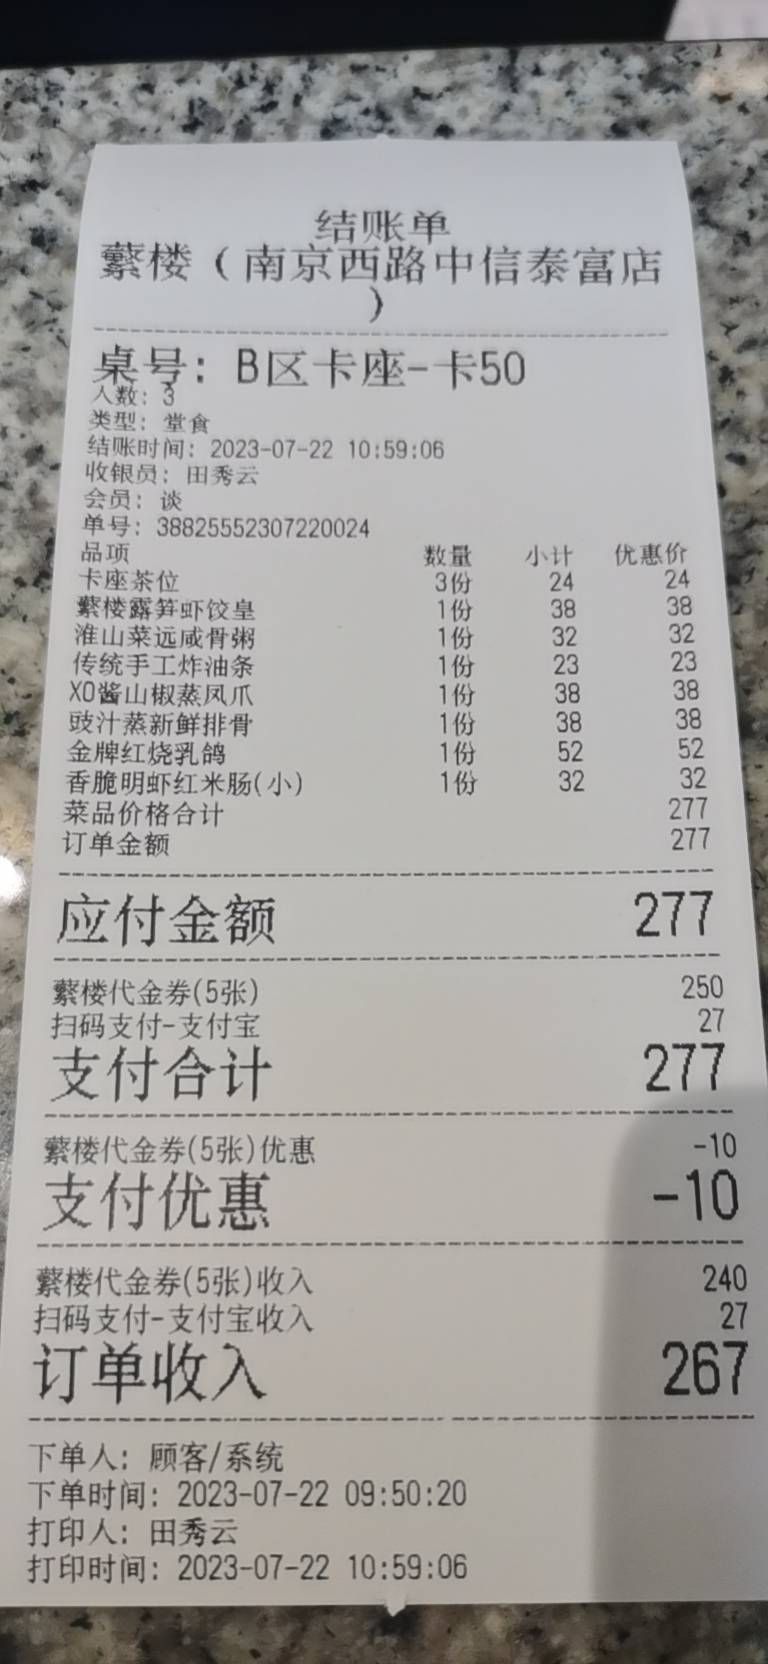 结账单
蘩楼（南京西路中信泰富店
）
桌号: B区卡座-卡50
人数: 3
类型: 堂食
结账时间: 2023-07-22 10:59:06
收银员: 田秀云
会员: 谈
单号: 38825552307220024
品项 数量 小计 优惠价
卡座茶位 3份 24 24
蘩楼露笋虾饺皇 1份 38 38
淮山菜远咸骨粥 1份 32 32
传统手工炸油条 1份 23 23
XO酱山椒蒸凤爪 1份 38 38
豉汁蒸新鲜排骨 1份 38 38
金牌红烧乳鸽 1份 52 52
香脆明虾红米肠(小) 1份 32 32
菜品价格合计 277
订单金额 277
应付金额 277
蘩楼代金券(5张) 250
扫码支付-支付宝 27
支付合计 277
蘩楼代金券(5张)优惠 -10
支付优惠 -10
蘩楼代金券(5张)收入 240
扫码支付-支付宝收入 27
订单收入 267
下单人: 顾客/系统
下单时间: 2023-07-22 09:50:20
打印人: 田秀云
打印时间: 2023-07-22 10:59:06